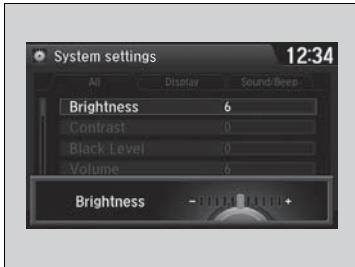 System settings 12:34
All Display Sound/Beep
Brightness 6
Contrast 0
Black Level 0
Volume 6
Brightness - +